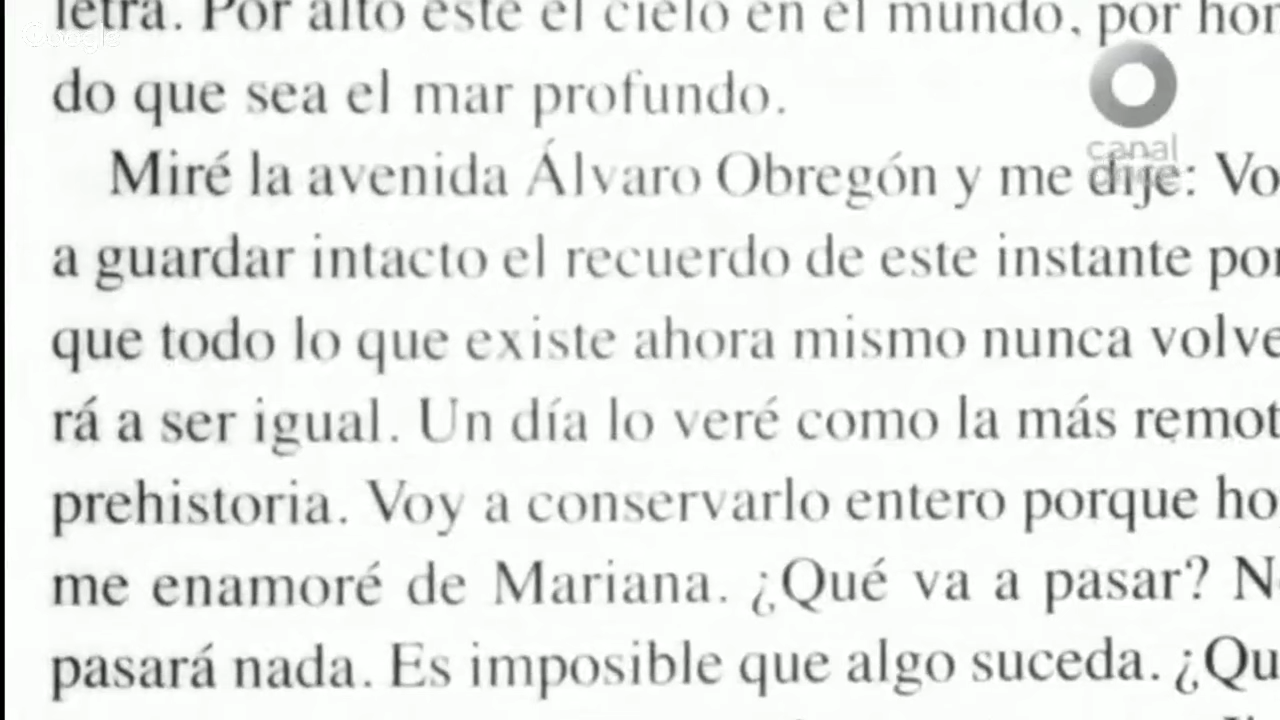 Google
letra. Por alto esté el cielo en el mundo, por hon
do que sea el mar profundo.
canal
Miré la avenida Álvaro Obregón y me dije: Vo
a guardar intacto el recuerdo de este instante por
que todo lo que existe ahora mismo nunca volve
rá a ser igual. Un día lo veré como la más remot
prehistoria. Voy a conservarlo entero porque ho
me enamoré de Mariana. ¿Qué va a pasar? No
pasará nada. Es imposible que algo suceda. ¿Qu